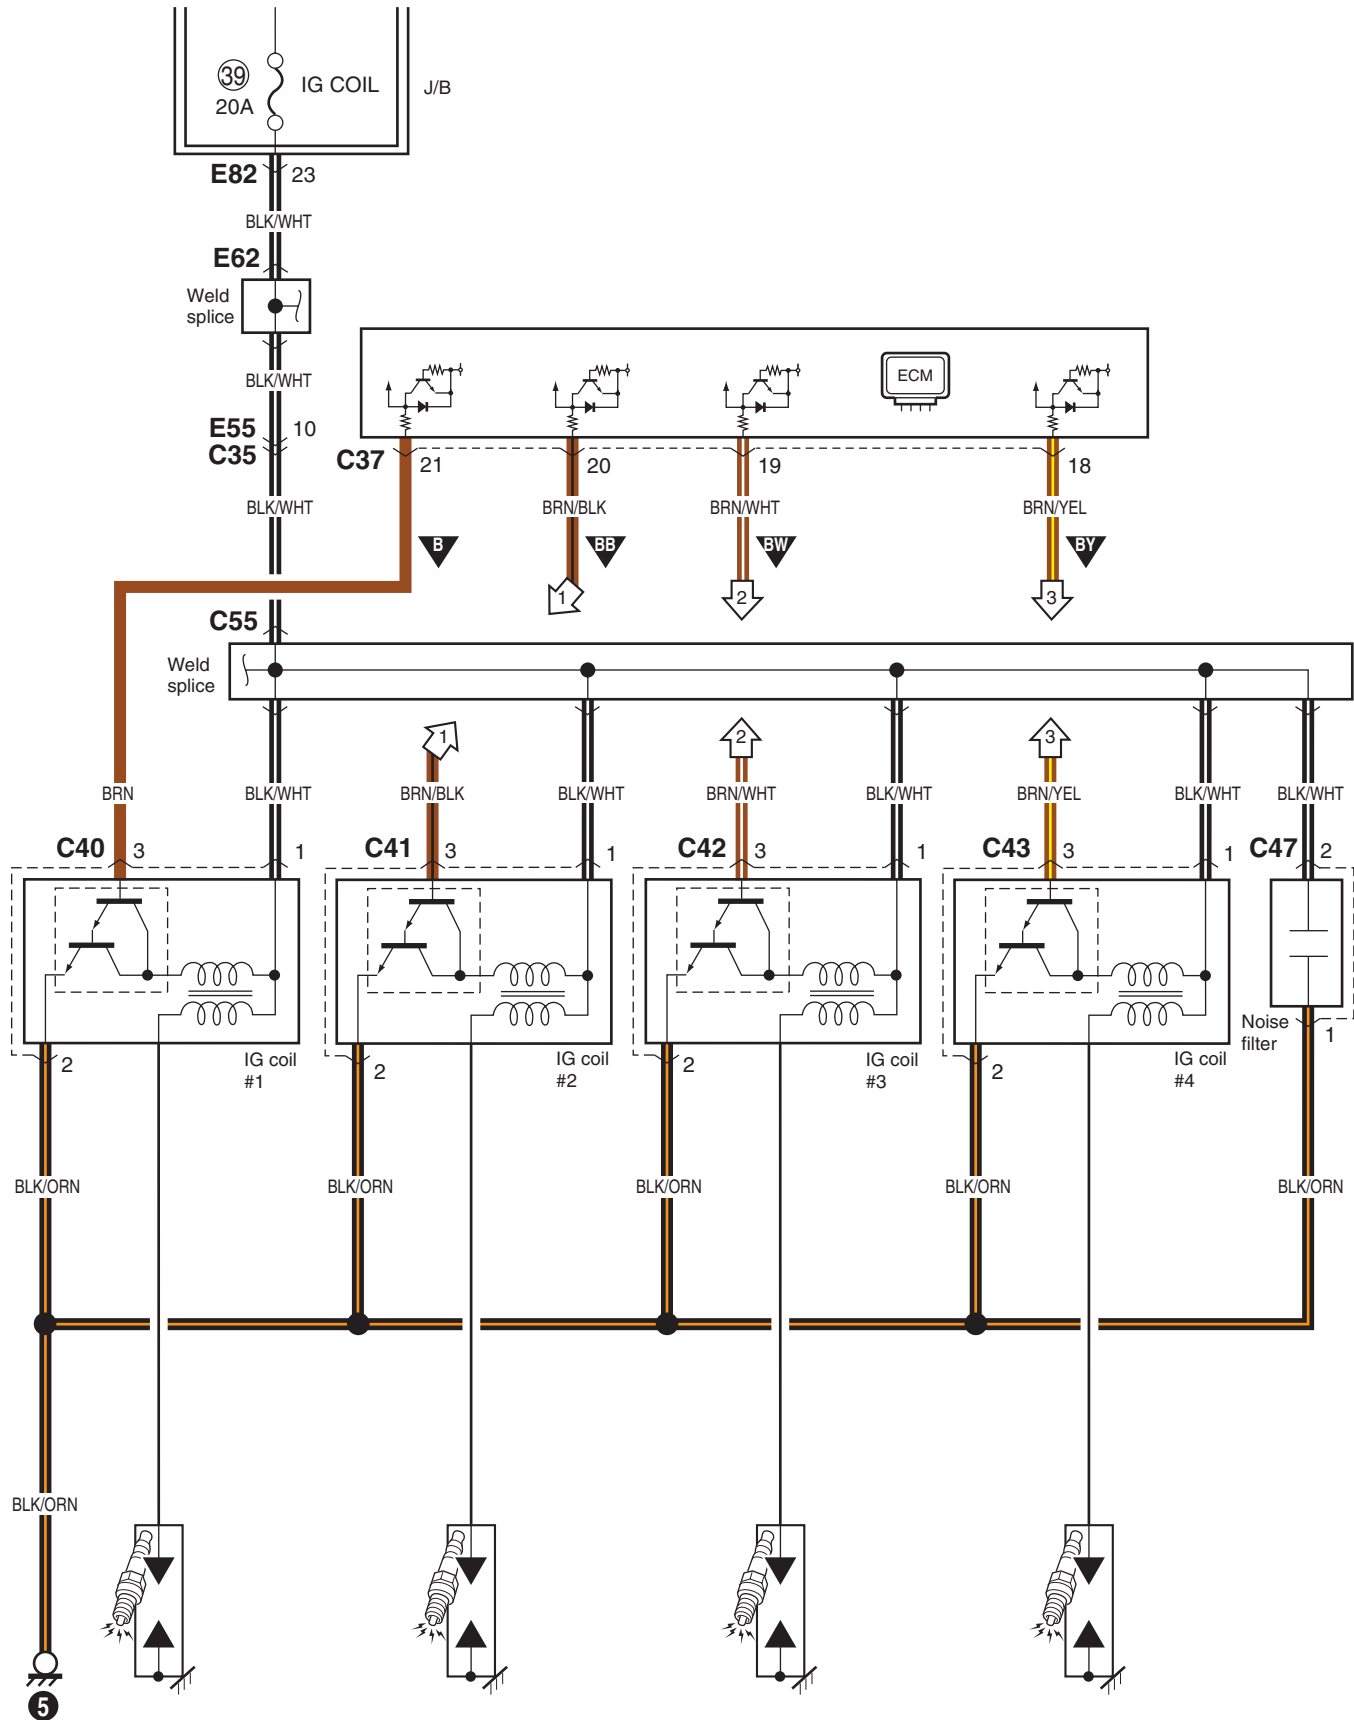 39
20A
IG COIL
J/B
E82 23
BLK/WHT
E62
Weld
splice
BLK/WHT
ECM
E55 10
C35
C37 21 20 19 18
BLK/WHT BRN/BLK BRN/WHT BRN/YEL
B BB BW BY
1 2 3
C55
Weld
splice
1 2 3
BRN BLK/WHT BRN/BLK BLK/WHT BRN/WHT BLK/WHT BRN/YEL BLK/WHT BLK/WHT
C40 3 1 C41 3 1 C42 3 1 C43 3 1 C47 2
Noise
filter
1
2 IG coil
#1
2 IG coil
#2
2 IG coil
#3
2 IG coil
#4
BLK/ORN BLK/ORN BLK/ORN BLK/ORN BLK/ORN
BLK/ORN
5